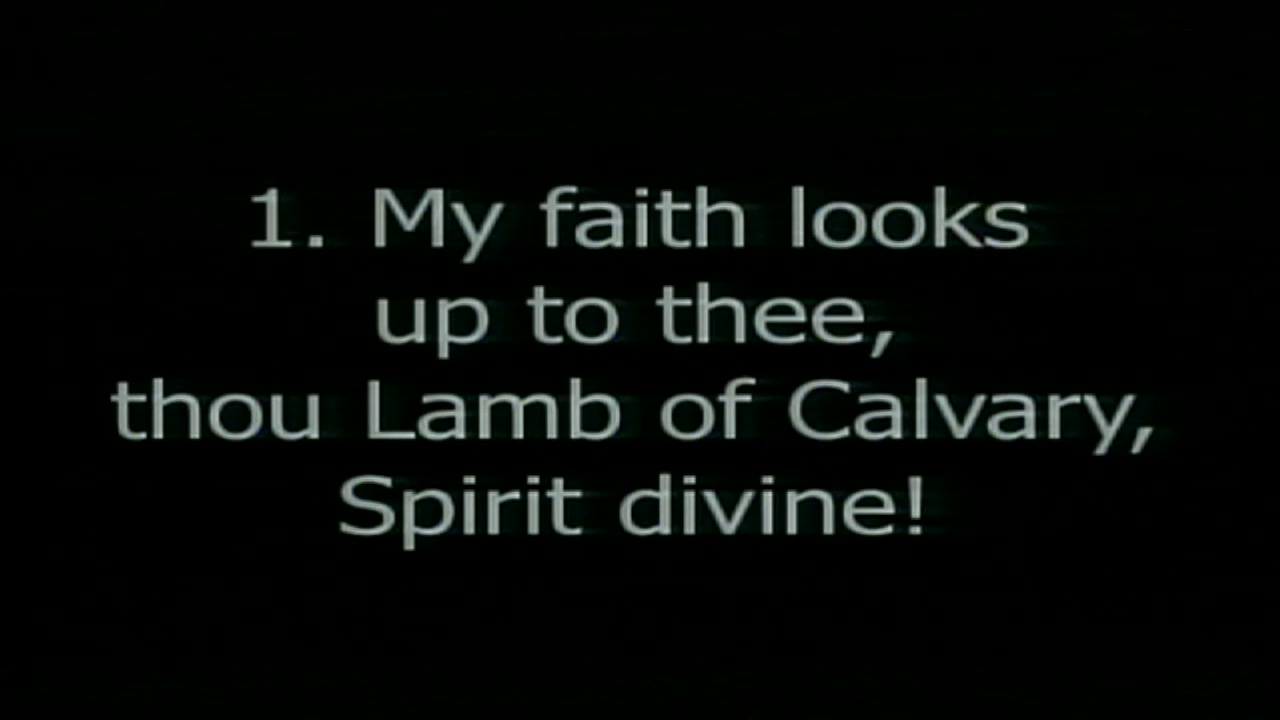 1. My faith looks
up to thee,
thou Lamb of Calvary,
Spirit divine!